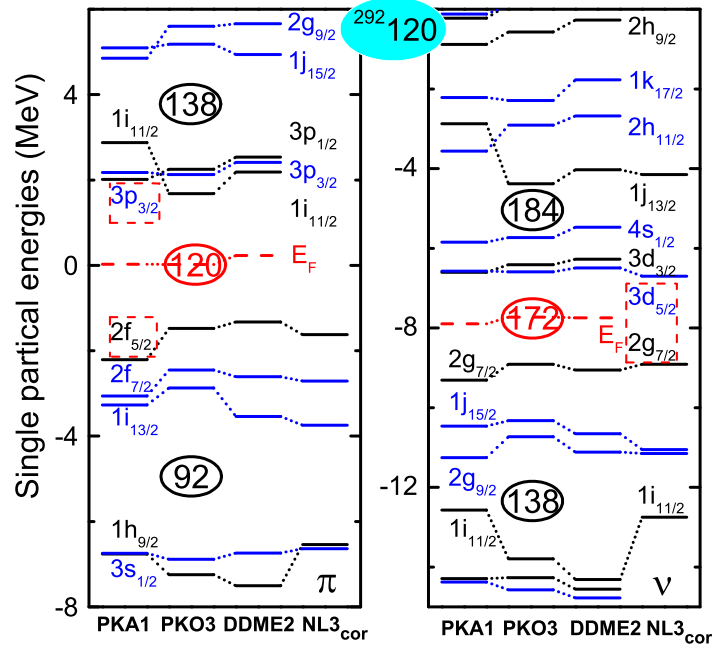 ²⁹²120
Single partical energies (MeV)
4
0
-4
-8
2g₉/₂
1j₁₅/₂
138
1i₁₁/₂
3p₁/₂
3p₃/₂
3p₃/₂
1i₁₁/₂
120
E_F
2f₅/₂
2f₇/₂
1i₁₃/₂
92
1h₉/₂
3s₁/₂
π
PKA1 PKO3 DDME2 NL3cor
-4
-8
-12
2h₉/₂
1k₁₇/₂
2h₁₁/₂
1j₁₃/₂
184
4s₁/₂
3d₃/₂
3d₅/₂
172
E_F
2g₇/₂
2g₇/₂
1j₁₅/₂
2g₉/₂
138
1i₁₁/₂
1i₁₁/₂
ν
PKA1 PKO3 DDME2 NL3cor